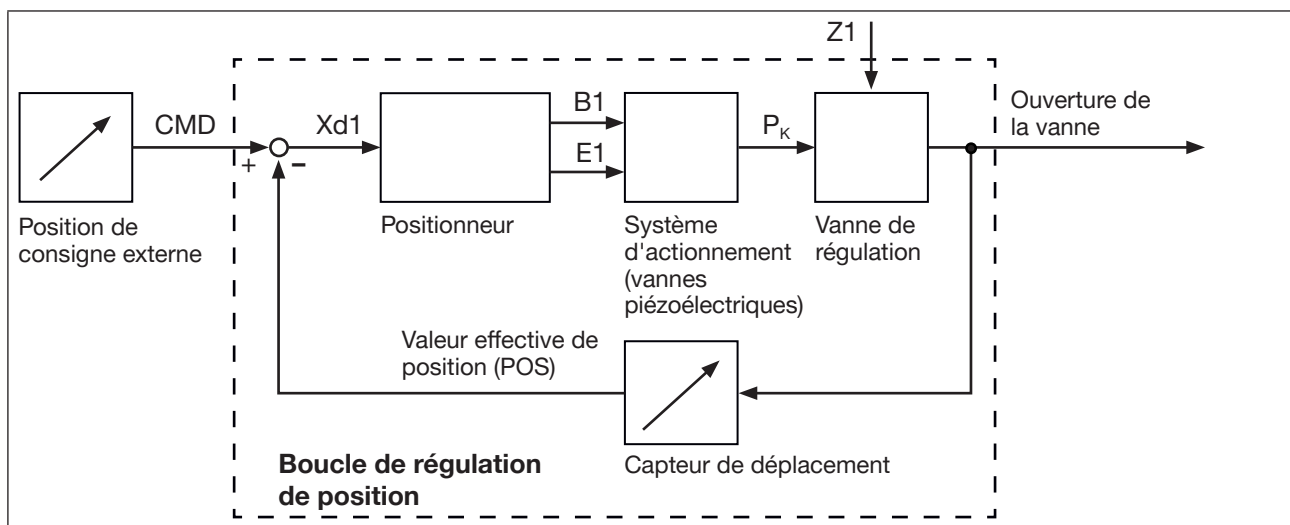 Z1
B1
Ouverture de
la vanne
CMD
Xd1
PK
E1
+
−
Position de
consigne externe
Positionneur
Système
d'actionnement
(vannes
piézoélectriques)
Vanne de
régulation
Valeur effective de
position (POS)
Boucle de régulation
de position
Capteur de déplacement